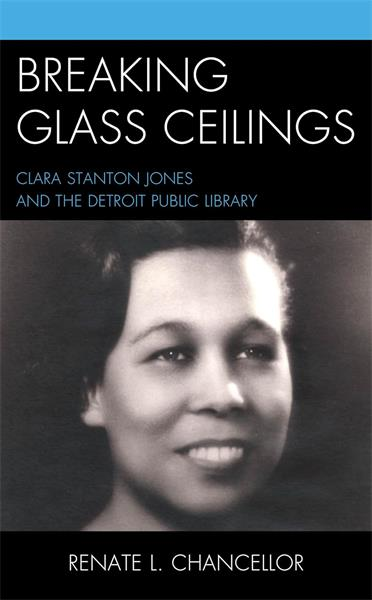 BREAKING
GLASS CEILINGS
CLARA STANTON JONES
AND THE DETROIT PUBLIC LIBRARY
RENATE L. CHANCELLOR